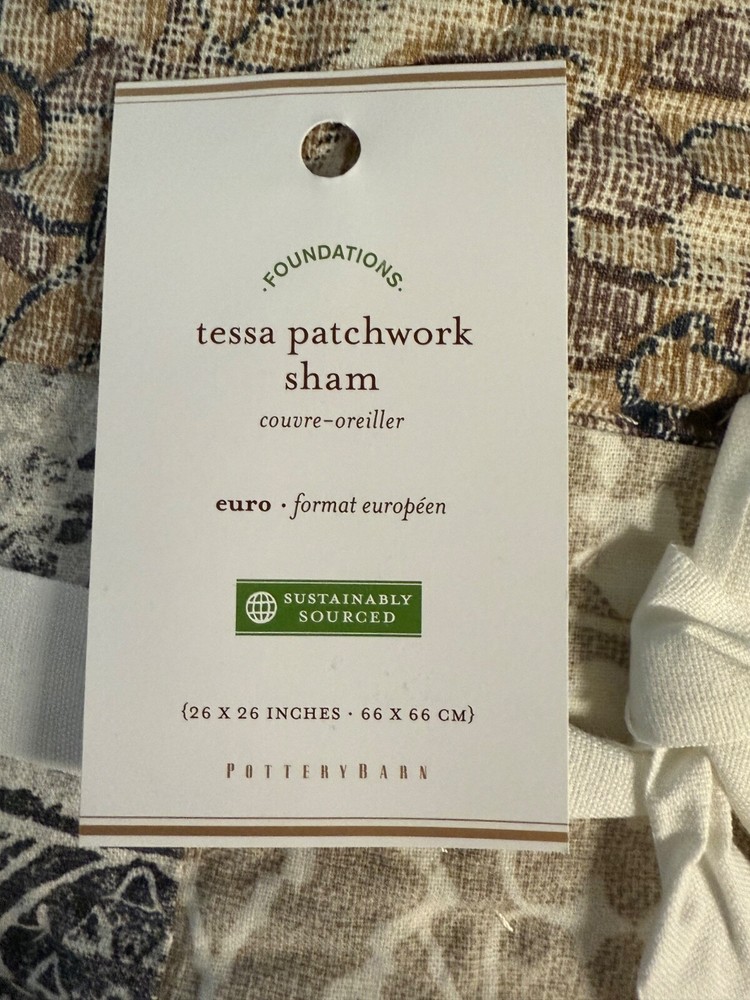 ·FOUNDATIONS·
tessa patchwork
sham
couvre-oreiller
euro · format européen
SUSTAINABLY
SOURCED
{26 X 26 INCHES · 66 X 66 CM}
POTTERYBARN